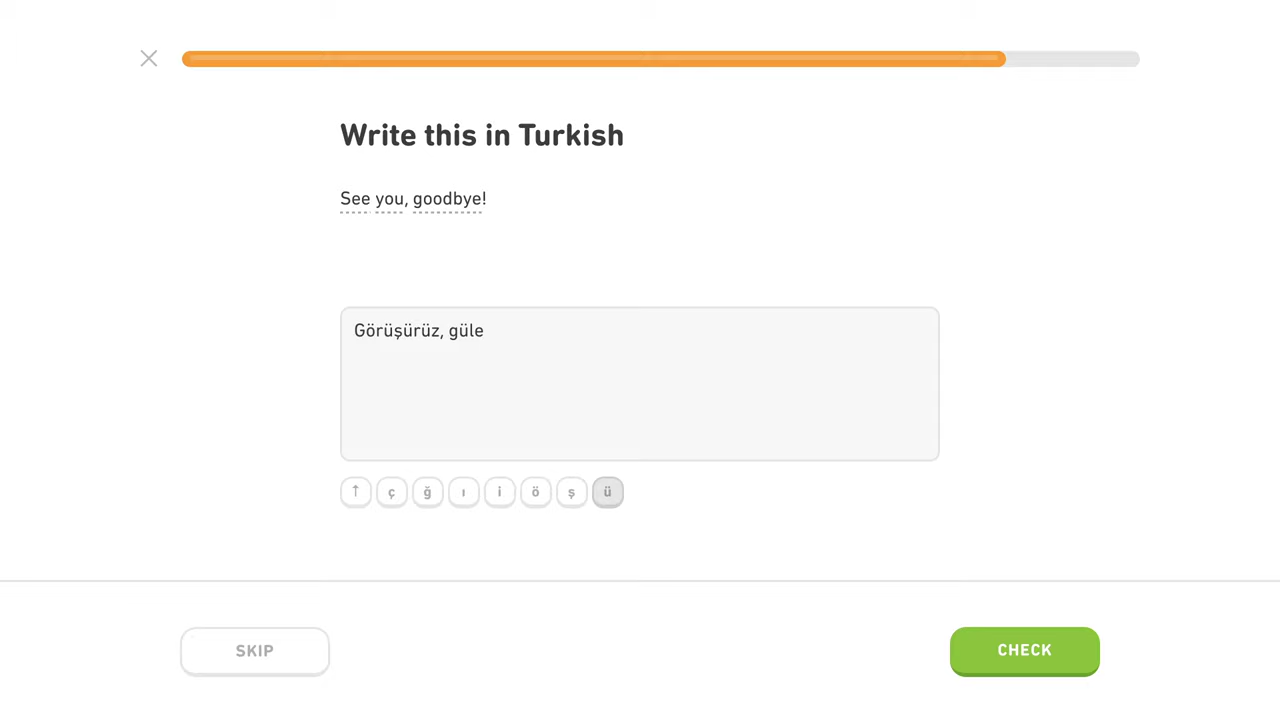 Write this in Turkish
See you, goodbye!
Görüşürüz, güle
↑ ç ğ ı i ö ş ü
SKIP
CHECK